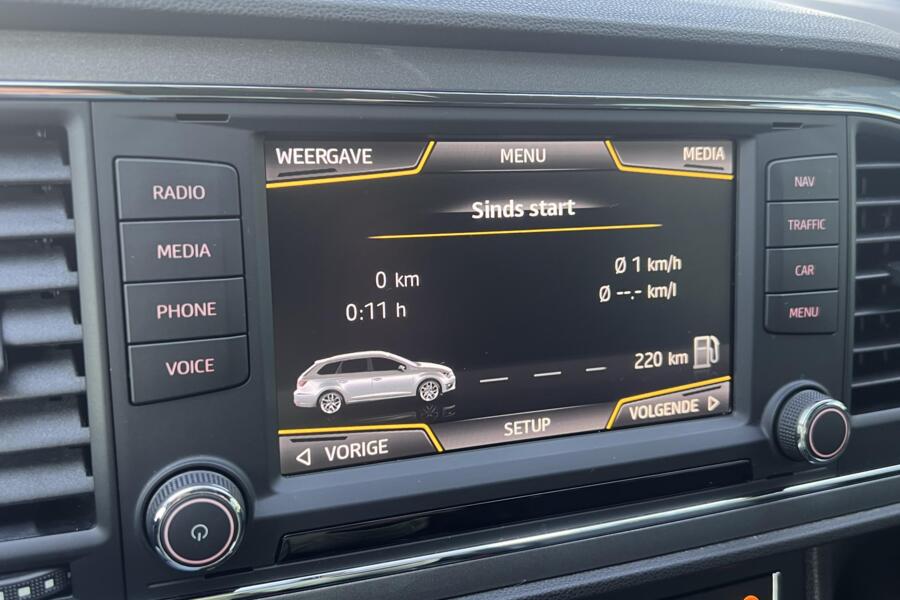 WEERGAVE MENU MEDIA
RADIO
MEDIA
PHONE
VOICE
Sinds start
0 km
0:11 h
Ø 1 km/h
Ø --.- km/l
220 km
VORIGE SETUP VOLGENDE
NAV
TRAFFIC
CAR
MENU